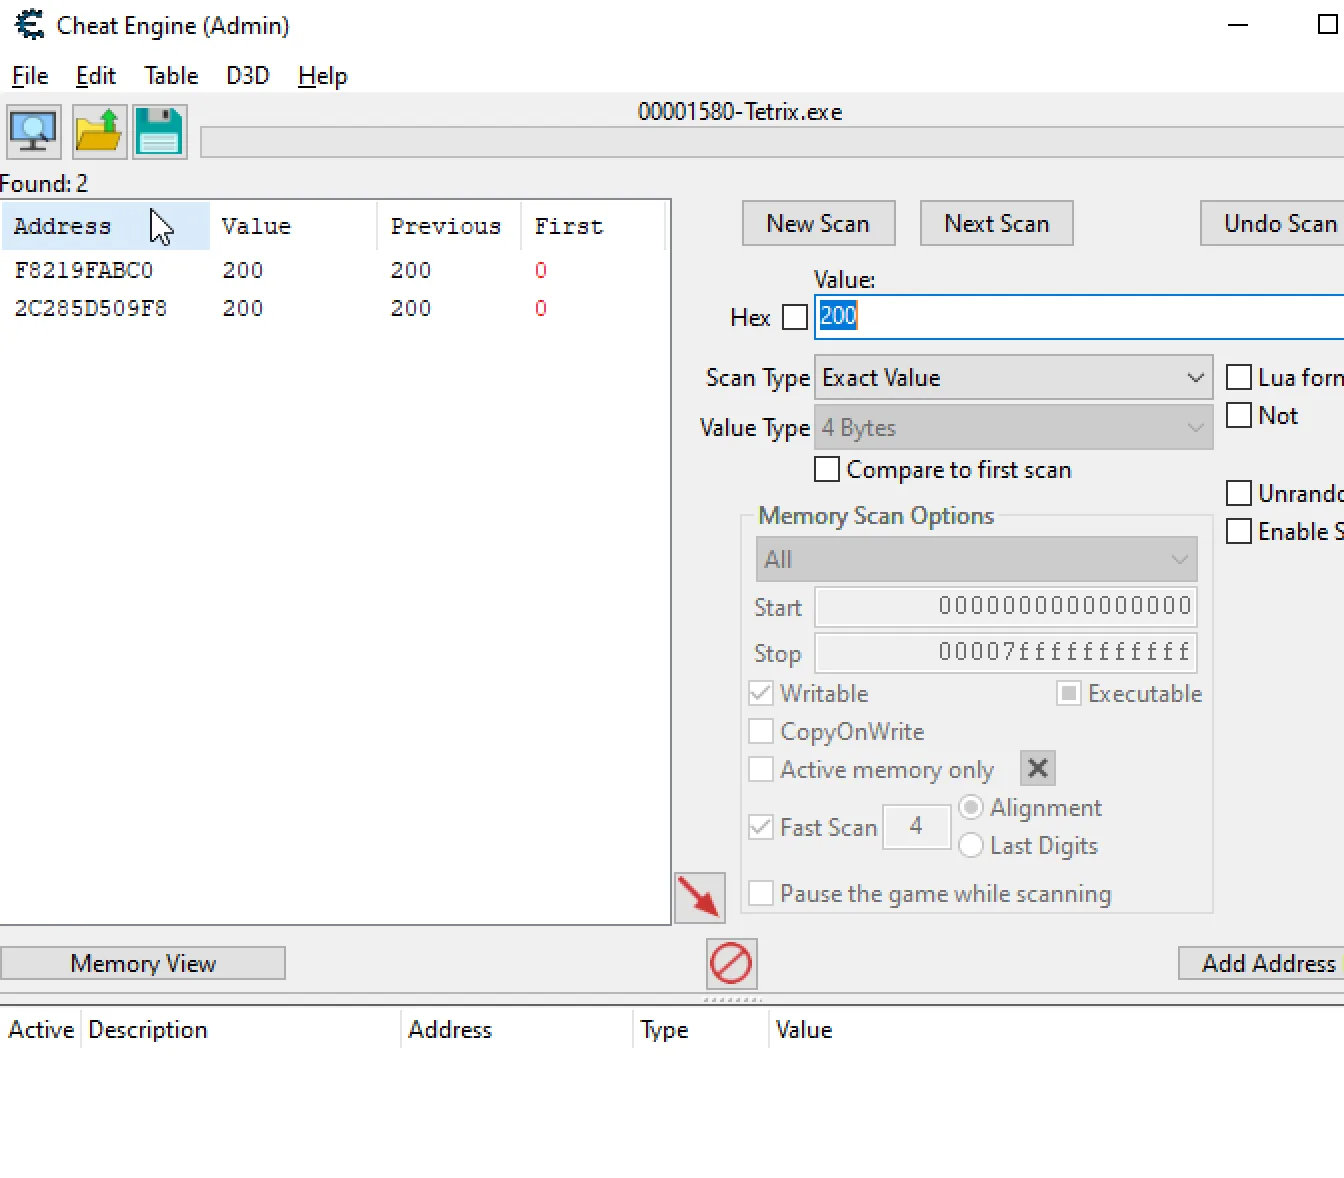 Cheat Engine (Admin)
File Edit Table D3D Help
00001580-Tetrix.exe
Found: 2
Address Value Previous First
F8219FABC0 200 200 0
2C285D509F8 200 200 0
New Scan Next Scan Undo Scan
Value:
Hex 200
Scan Type Exact Value Lua form
Value Type 4 Bytes Not
Compare to first scan
Unrando
Memory Scan Options
Enable S
All
Start 0000000000000000
Stop 00007fffffffffff
Writable Executable
CopyOnWrite
Active memory only
Fast Scan 4 Alignment
Last Digits
Pause the game while scanning
Memory View Add Address
Active Description Address Type Value